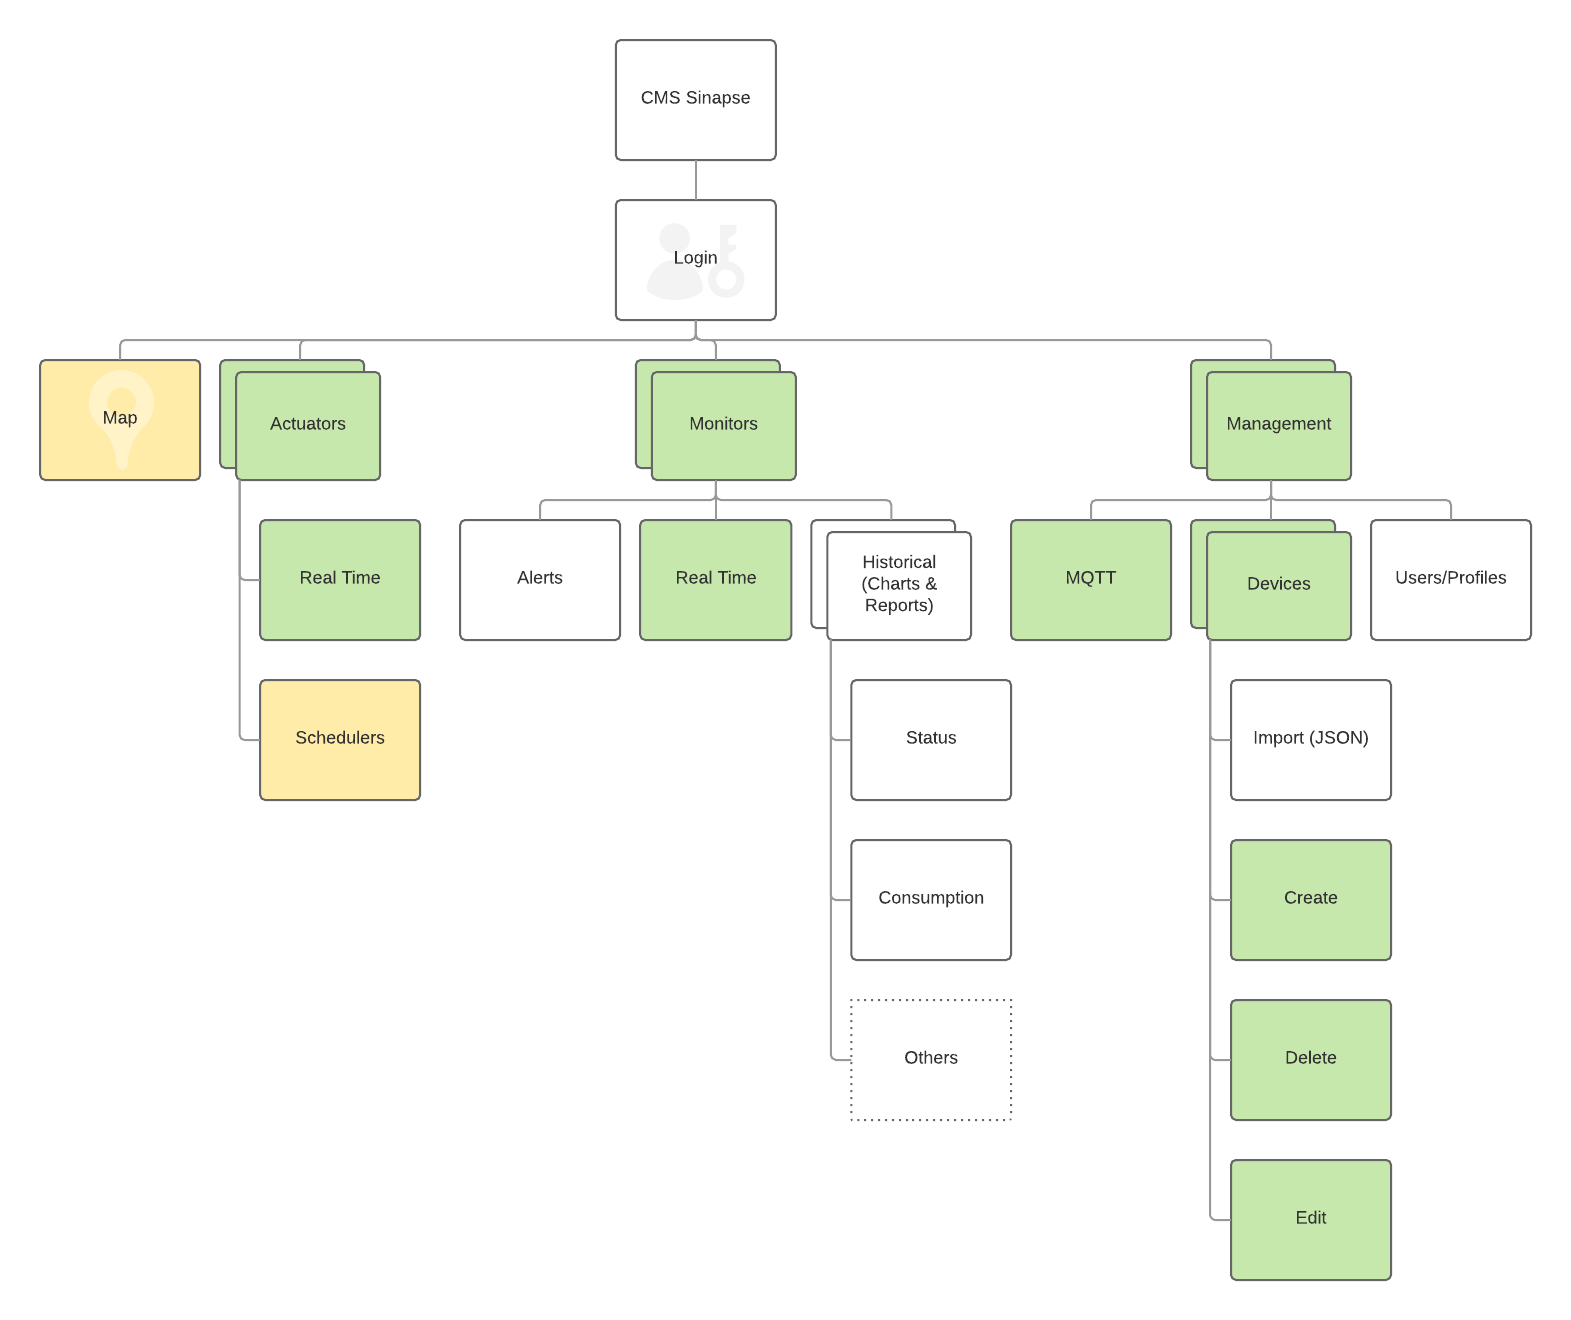 CMS Sinapse
Login
Map
Actuators
Monitors
Management
Real Time
Alerts
Real Time
Historical
(Charts &
Reports)
MQTT
Devices
Users/Profiles
Schedulers
Status
Import (JSON)
Consumption
Create
Others
Delete
Edit